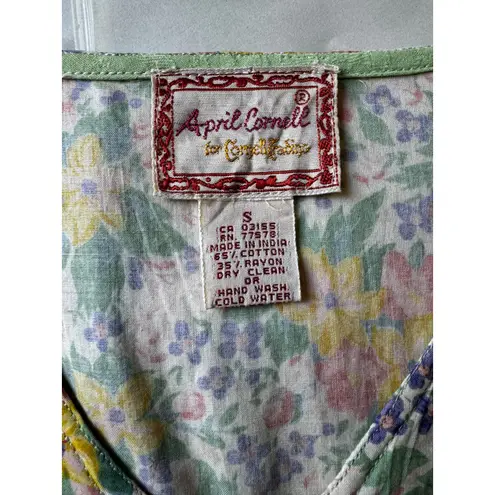 April Cornell ®
for Cornell Trading
S
CA 03155
RN. 77578
MADE IN INDIA
65% COTTON
35% RAYON
DRY CLEAN
OR
HAND WASH
COLD WATER